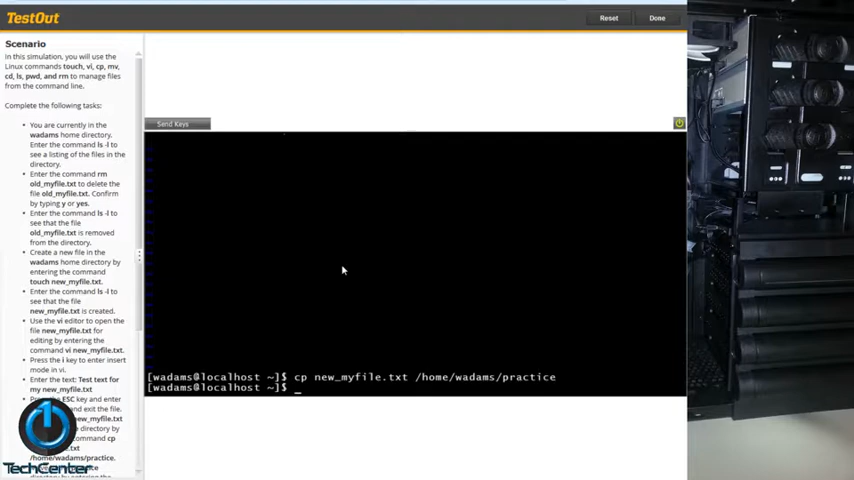 TestOut
Reset
Done
Scenario
In this simulation, you will use the
Linux commands touch, vi, cp, mv,
cd, ls, pwd, and rm to manage files
from the command line.
Complete the following tasks:
• You are currently in the
wadams home directory.
Enter the command ls -l to
see a listing of the files in the
directory.
• Enter the command rm
old_myfile.txt to delete the
file old_myfile.txt. Confirm
by typing y or yes.
• Enter the command ls -l to
see that the file
old_myfile.txt is removed
from the directory.
• Create a new file in the
wadams home directory by
entering the command
touch new_myfile.txt.
• Enter the command ls -l to
see that the file
new_myfile.txt is created.
• Use the vi editor to open the
file new_myfile.txt for
editing by entering the
command vi new_myfile.txt.
• Press the i key to enter insert
mode in vi.
• Enter the text: Test text for
my new_myfile.txt
ESC key and
exit the file.
new_myfile.txt
directory by
command cp
.txt
/home/wadams/practice.
practice
directory by entering the
TechCenter
Send Keys
[wadams@localhost ~]$ cp new_myfile.txt /home/wadams/practice
[wadams@localhost ~]$ _